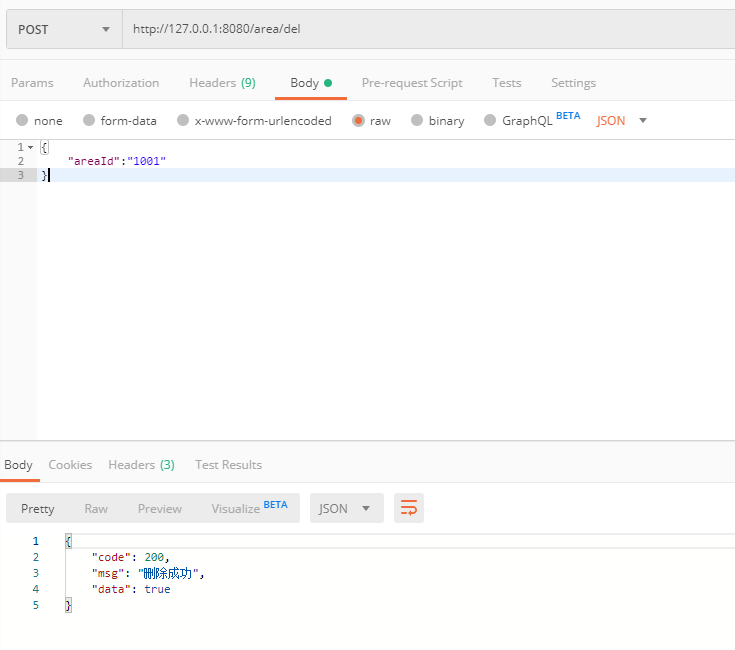 POST http://127.0.0.1:8080/area/del
Params Authorization Headers (9) Body Pre-request Script Tests Settings
none form-data x-www-form-urlencoded raw binary GraphQL BETA JSON
1 {
2 "areaId":"1001"
3 }
Body Cookies Headers (3) Test Results
Pretty Raw Preview Visualize BETA JSON
1 {
2 "code": 200,
3 "msg": "删除成功",
4 "data": true
5 }